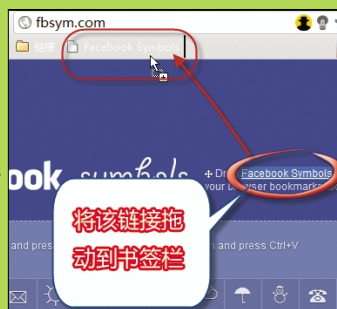 fbsym.com
链接 Facebook Symbols
book symbols
Dr Facebook Symbols
your browser bookmarks
将该链接拖
动到书签栏
and press
n and press Ctrl+V